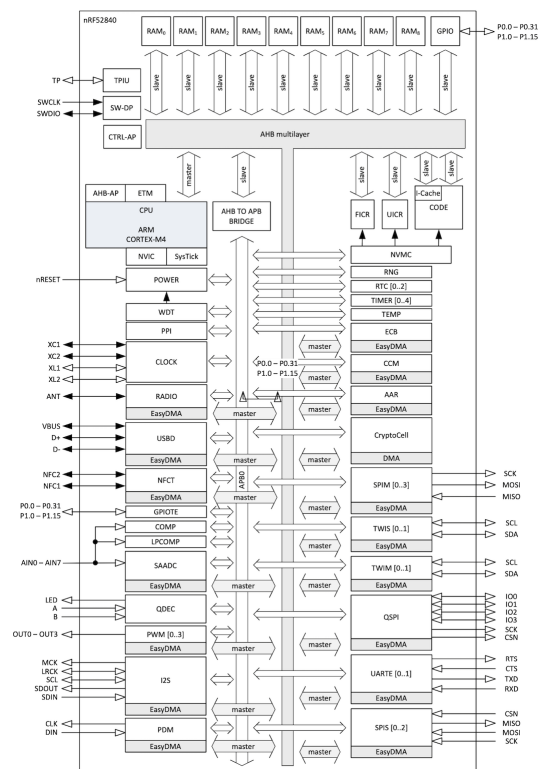 nRF52840
RAM0 RAM1 RAM2 RAM3 RAM4 RAM5 RAM6 RAM7 RAM8 GPIO
P0.0 – P0.31
P1.0 – P1.15
slave slave slave slave slave slave slave slave slave slave
TP
TPIU
SWCLK
SWDIO
SW-DP
CTRL-AP
AHB multilayer
master
slave
slave
slave
slave
slave
AHB-AP
ETM
CPU
ARM
CORTEX-M4
NVIC
SysTick
AHB TO APB
BRIDGE
FICR
UICR
I-Cache
CODE
NVMC
nRESET
POWER
RNG
RTC [0..2]
WDT
TIMER [0..4]
TEMP
PPI
ECB
master
EasyDMA
XC1
XC2
XL1
XL2
CLOCK
P0.0 – P0.31
P1.0 – P1.15
CCM
master
EasyDMA
ANT
RADIO
EasyDMA
master
AAR
master
EasyDMA
VBUS
D+
D-
USBD
EasyDMA
master
CryptoCell
master
DMA
APB0
NFC2
NFC1
NFCT
EasyDMA
master
SPIM [0..3]
master
EasyDMA
SCK
MOSI
MISO
P0.0 – P0.31
P1.0 – P1.15
GPIOTE
COMP
LPCOMP
TWIS [0..1]
master
EasyDMA
SCL
SDA
AIN0 – AIN7
SAADC
EasyDMA
master
TWIM [0..1]
master
EasyDMA
SCL
SDA
LED
A
B
QDEC
QSPI
master
EasyDMA
IO0
IO1
IO2
IO3
SCK
CSN
OUT0 – OUT3
PWM [0..3]
EasyDMA
master
MCK
LRCK
SCL
SDOUT
SDIN
I2S
EasyDMA
master
UARTE [0..1]
master
EasyDMA
RTS
CTS
TXD
RXD
CLK
DIN
PDM
EasyDMA
master
SPIS [0..2]
master
EasyDMA
CSN
MISO
MOSI
SCK